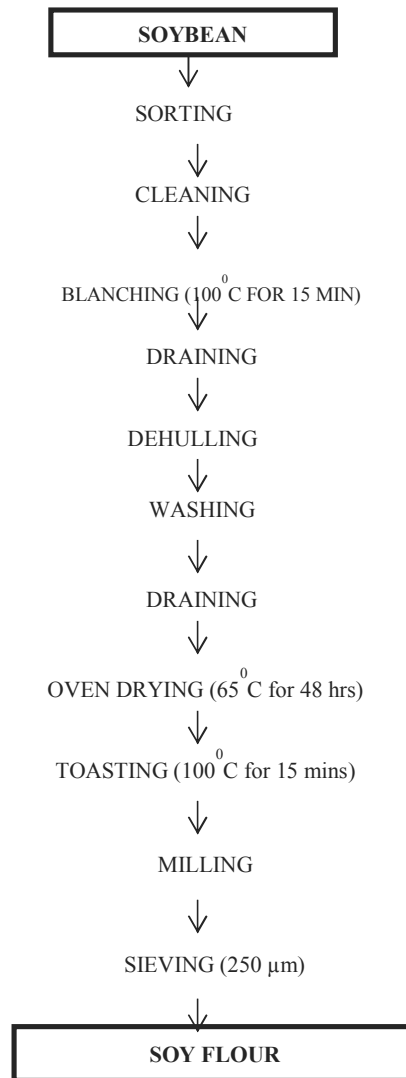 SOYBEAN
SORTING
CLEANING
BLANCHING (100⁰C FOR 15 MIN)
DRAINING
DEHULLING
WASHING
DRAINING
OVEN DRYING (65⁰C for 48 hrs)
TOASTING (100⁰C for 15 mins)
MILLING
SIEVING (250 µm)
SOY FLOUR